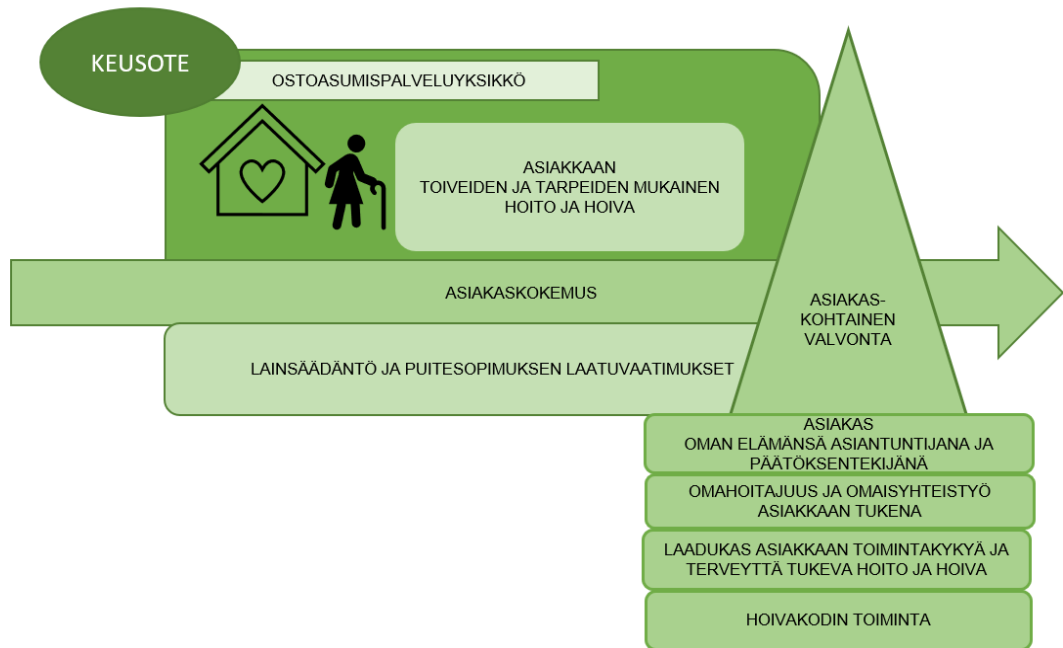 KEUSOTE
OSTOASUMISPALVELUYKSIKKÖ
ASIAKKAAN
TOIVEIDEN JA TARPEIDEN MUKAINEN
HOITO JA HOIVA
ASIAKASKOKEMUS
ASIAKAS-
KOHTAINEN
VALVONTA
LAINSÄÄDÄNTÖ JA PUITESOPIMUKSEN LAATUVAATIMUKSET
ASIAKAS
OMAN ELÄMÄNSÄ ASIANTUNTIJANA JA
PÄÄTÖKSENTEKIJÄNÄ
OMAHOITAJUUS JA OMAISYHTEISTYÖ
ASIAKKAAN TUKENA
LAADUKAS ASIAKKAAN TOIMINTAKYKYÄ JA
TERVEYTTÄ TUKEVA HOITO JA HOIVA
HOIVAKODIN TOIMINTA